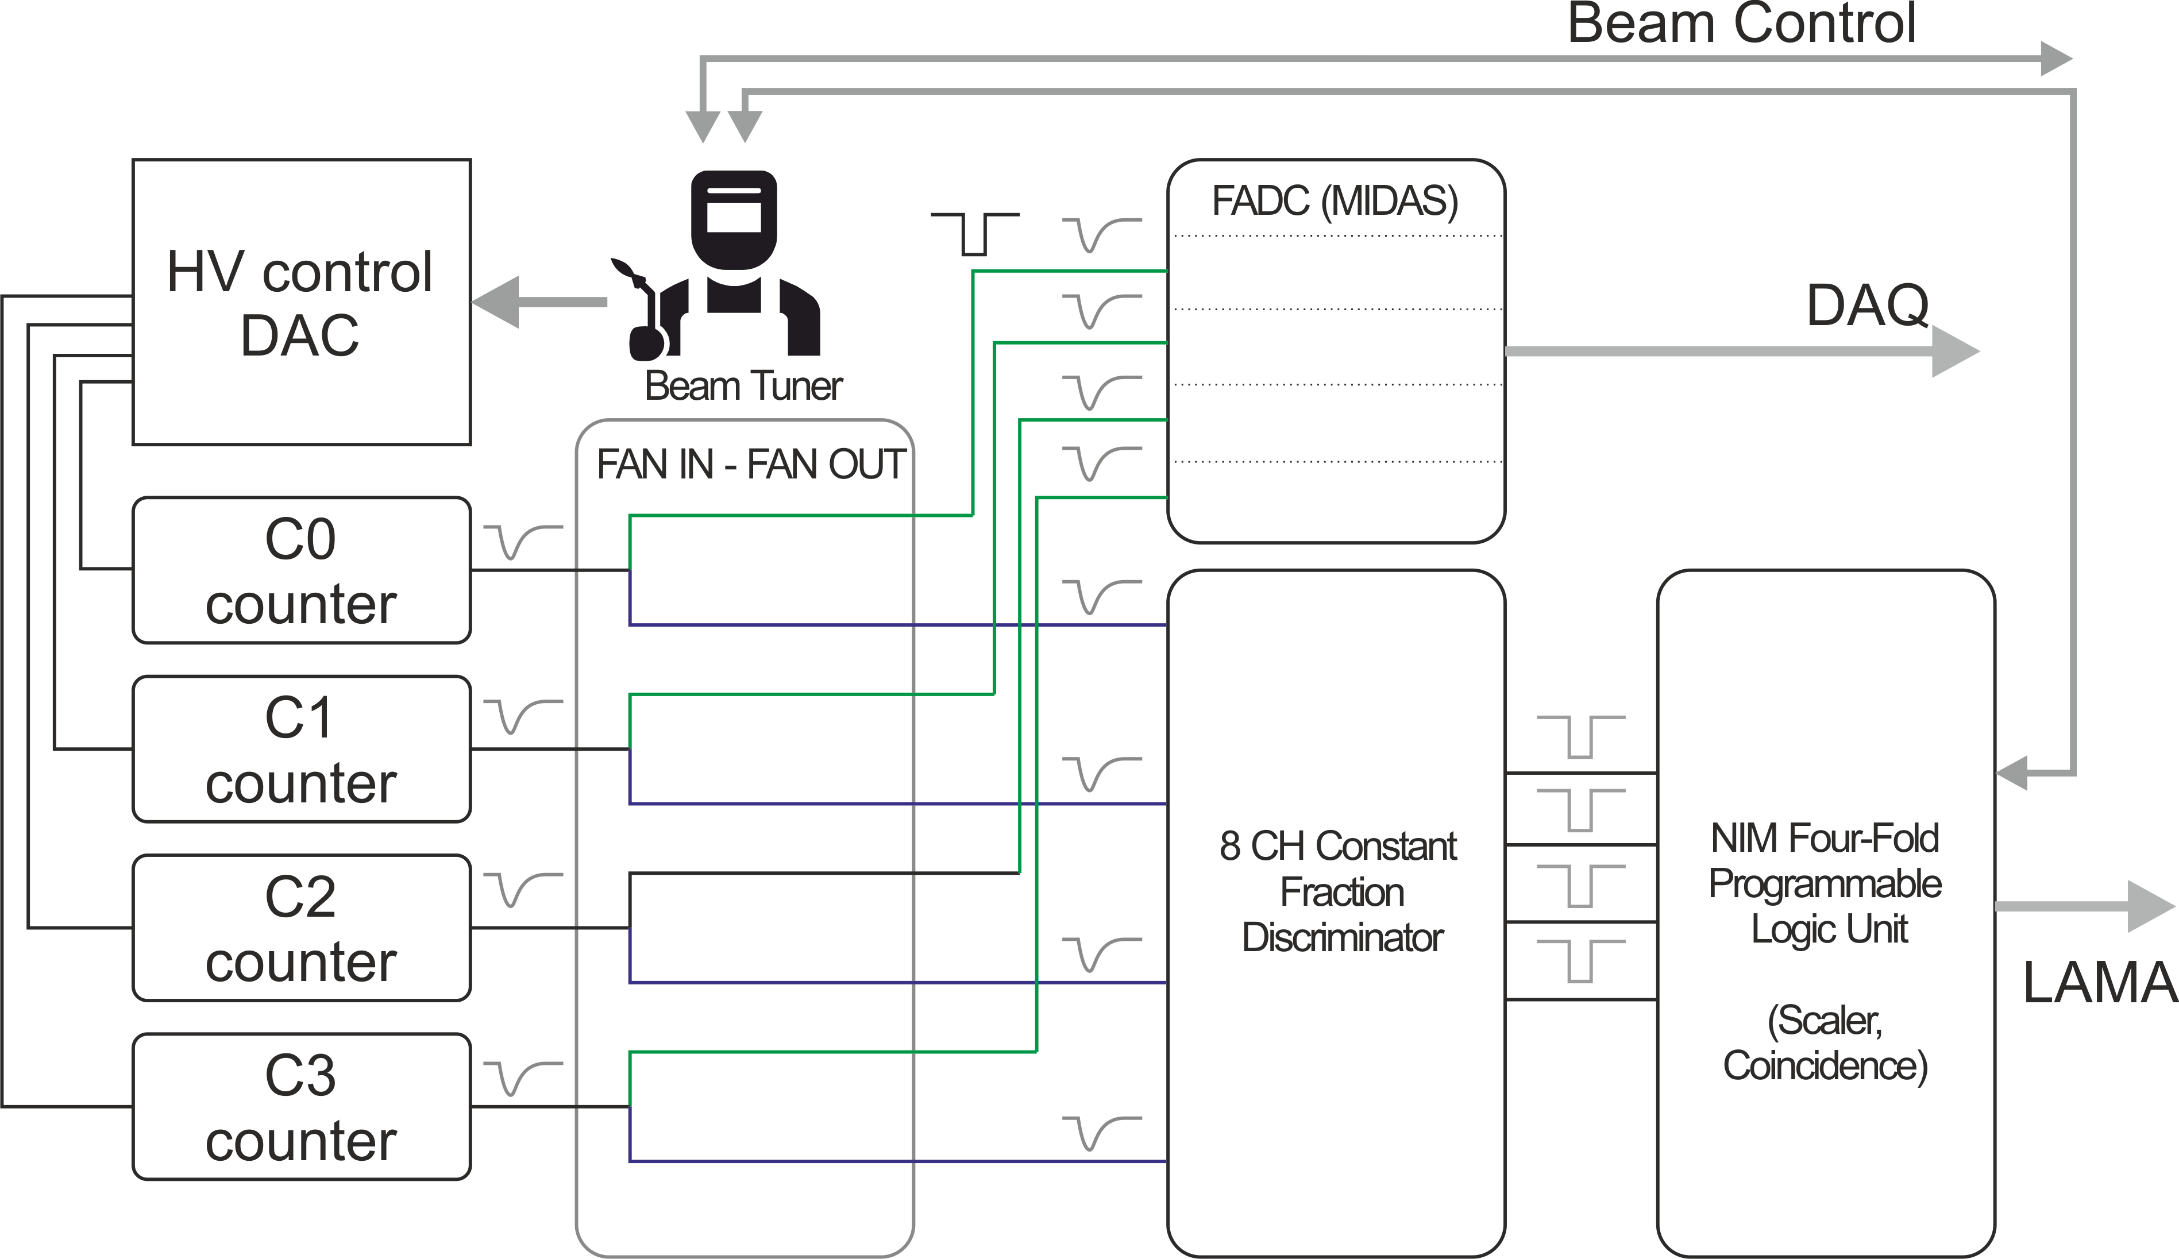 Beam Control
HV control
DAC
Beam Tuner
FADC (MIDAS)
DAQ
FAN IN - FAN OUT
C0
counter
C1
counter
C2
counter
C3
counter
8 CH Constant
Fraction
Discriminator
NIM Four-Fold
Programmable
Logic Unit
(Scaler,
Coincidence)
LAMA